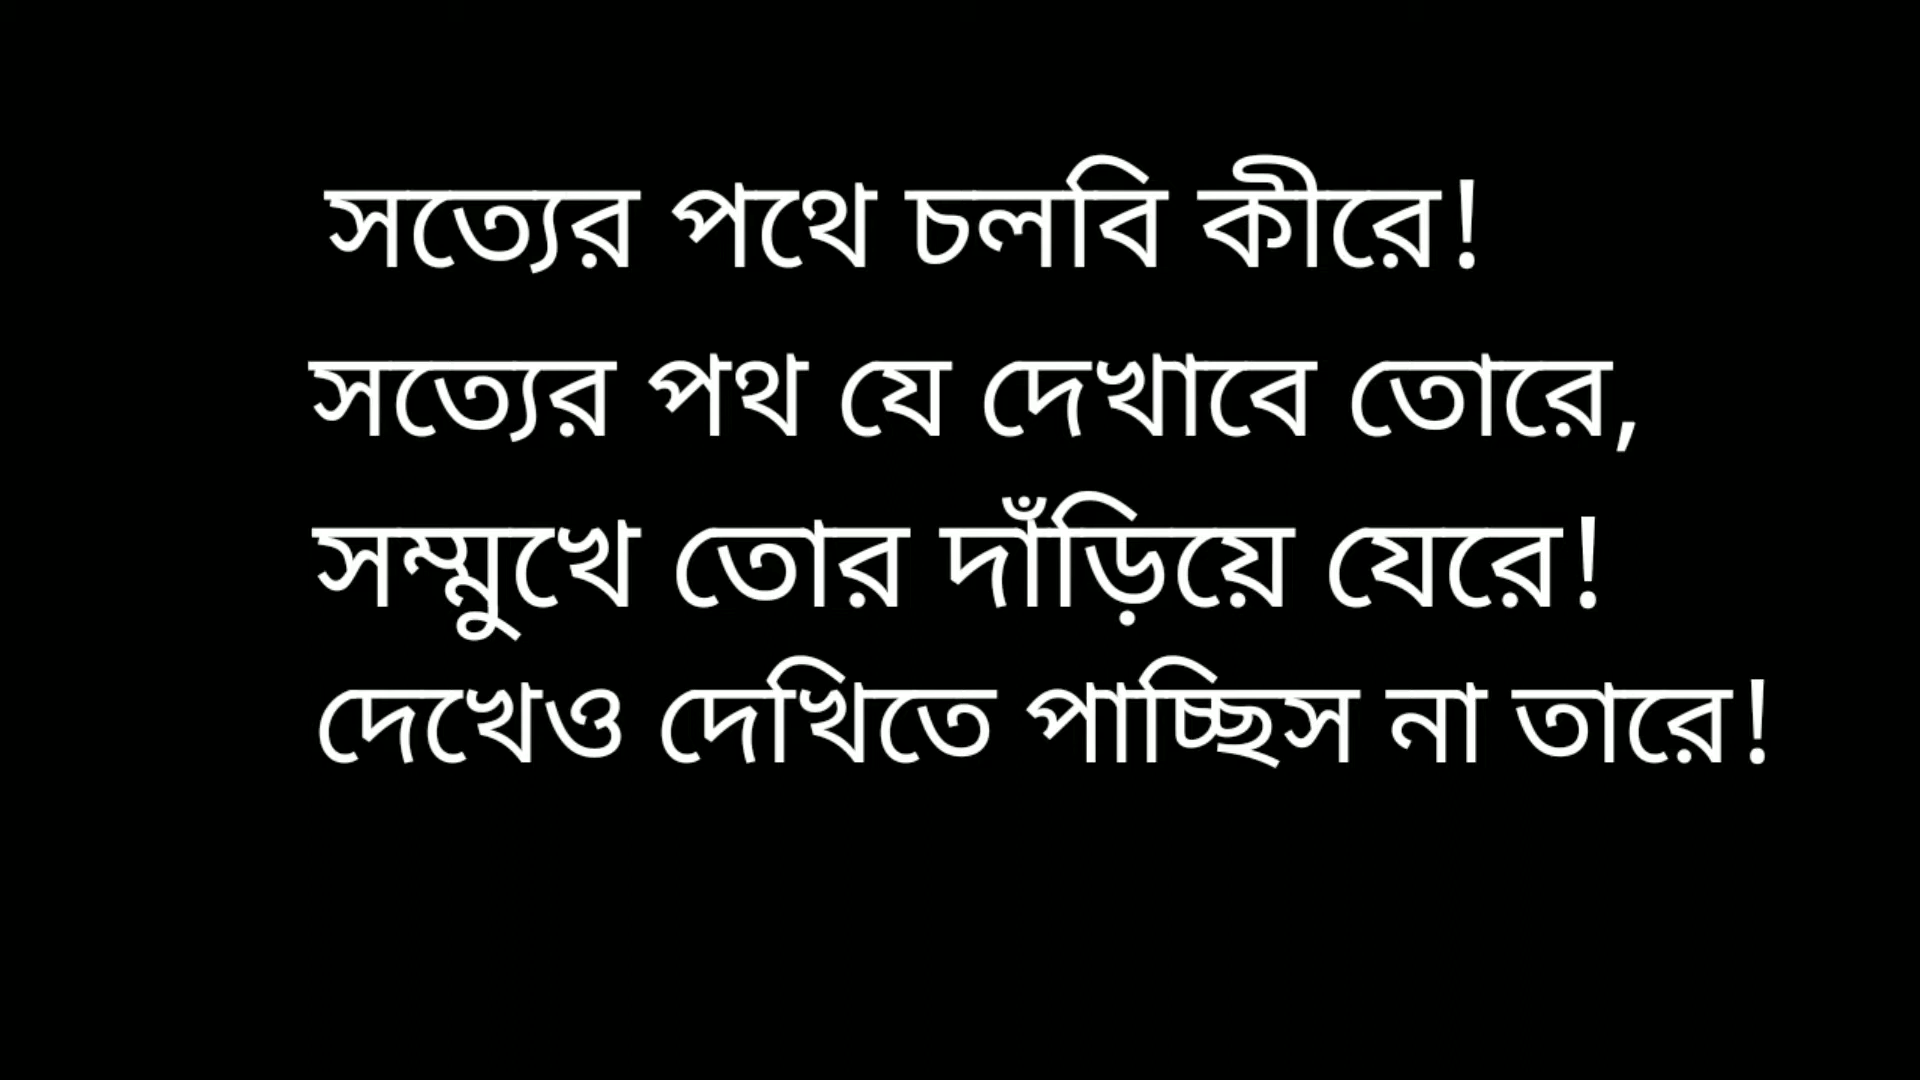 সত্যের পথে চলবি কীরে!
সত্যের পথ যে দেখাবে তোরে,
সম্মুখে তোর দাঁড়িয়ে যেরে!
দেখেও দেখিতে পাচ্ছিস না তারে!